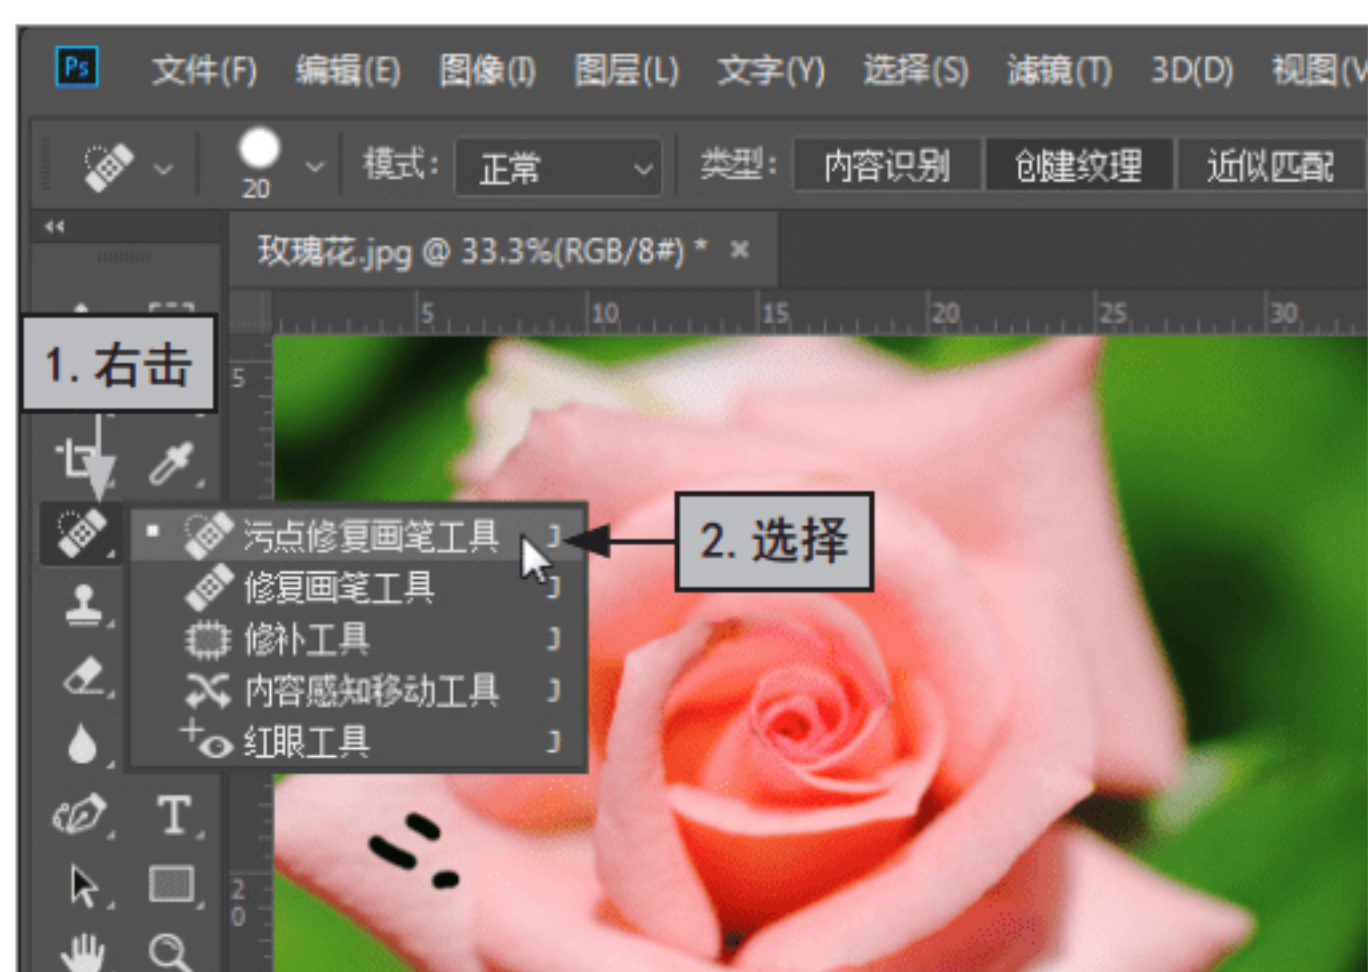 Ps 文件(F) 编辑(E) 图像(I) 图层(L) 文字(Y) 选择(S) 滤镜(T) 3D(D) 视图(V
20 模式: 正常 类型: 内容识别 创建纹理 近似匹配
玫瑰花.jpg @ 33.3%(RGB/8#) * ×
5 10 15 20 25 30
1. 右击
5
污点修复画笔工具 J
2. 选择
修复画笔工具 J
修补工具 J
内容感知移动工具 J
红眼工具 J
T
2
0